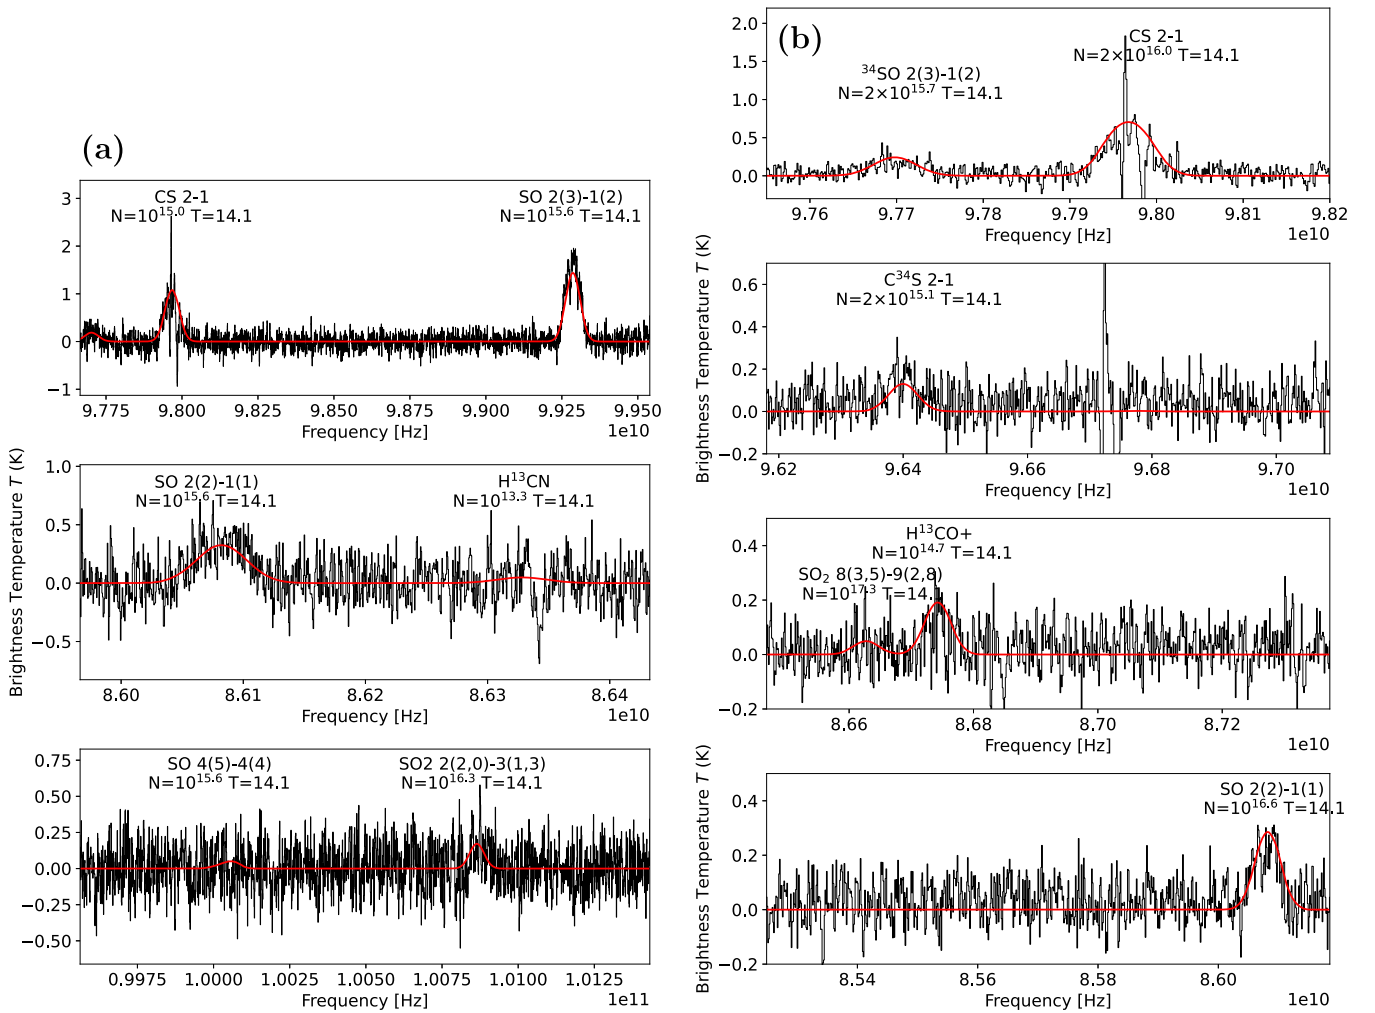 (a)
CS 2-1
N=10^15.0 T=14.1
SO 2(3)-1(2)
N=10^15.6 T=14.1
3
2
1
0
−1
9.775 9.800 9.825 9.850 9.875 9.900 9.925 9.950
Frequency [Hz]
1e10
Brightness Temperature T (K)
SO 2(2)-1(1)
N=10^15.6 T=14.1
H^13CN
N=10^13.3 T=14.1
1.0
0.5
0.0
−0.5
8.60 8.61 8.62 8.63 8.64
Frequency [Hz]
1e10
SO 4(5)-4(4)
N=10^15.6 T=14.1
SO2 2(2,0)-3(1,3)
N=10^16.3 T=14.1
0.75
0.50
0.25
0.00
−0.25
−0.50
0.9975 1.0000 1.0025 1.0050 1.0075 1.0100 1.0125
Frequency [Hz]
1e11
(b)
CS 2-1
N=2×10^16.0 T=14.1
^34SO 2(3)-1(2)
N=2×10^15.7 T=14.1
2.0
1.5
1.0
0.5
0.0
9.76 9.77 9.78 9.79 9.80 9.81 9.82
Frequency [Hz]
1e10
Brightness Temperature T (K)
C^34S 2-1
N=2×10^15.1 T=14.1
0.6
0.4
0.2
0.0
−0.2
9.62 9.64 9.66 9.68 9.70
Frequency [Hz]
1e10
H^13CO+
N=10^14.7 T=14.1
SO₂ 8(3,5)-9(2,8)
N=10^17.3 T=14.1
0.4
0.2
0.0
−0.2
8.66 8.68 8.70 8.72
Frequency [Hz]
1e10
Brightness Temperature T (K)
SO 2(2)-1(1)
N=10^16.6 T=14.1
0.4
0.2
0.0
−0.2
8.54 8.56 8.58 8.60
Frequency [Hz]
1e10